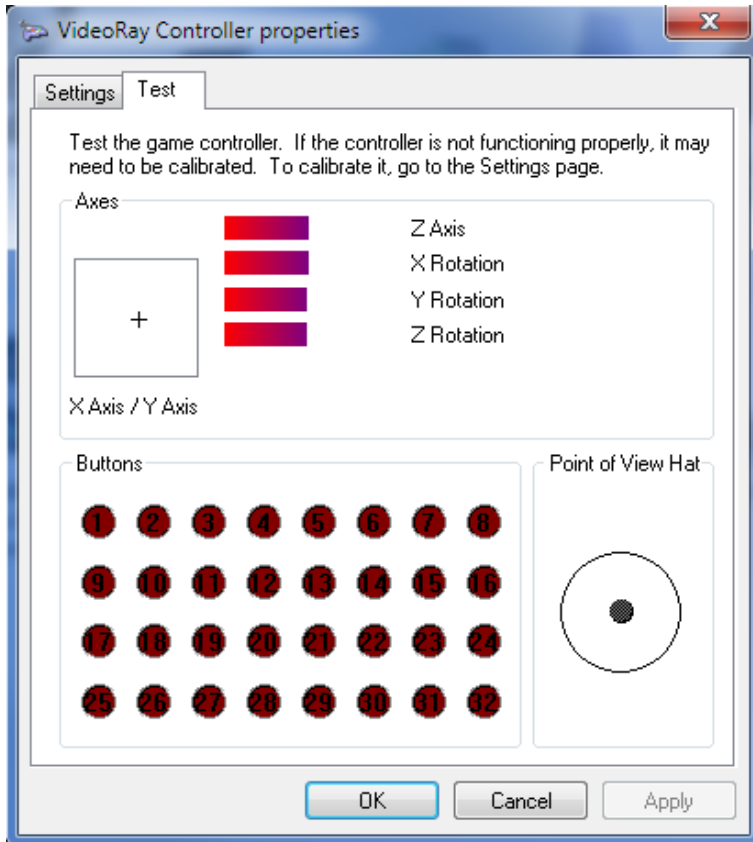 VideoRay Controller properties
Settings
Test
Test the game controller.  If the controller is not functioning properly, it may
need to be calibrated.  To calibrate it, go to the Settings page.
Axes
Z Axis
X Rotation
Y Rotation
Z Rotation
X Axis / Y Axis
Buttons
1 2 3 4 5 6 7 8
9 10 11 12 13 14 15 16
17 18 19 20 21 22 23 24
25 26 27 28 29 30 31 32
Point of View Hat
OK
Cancel
Apply